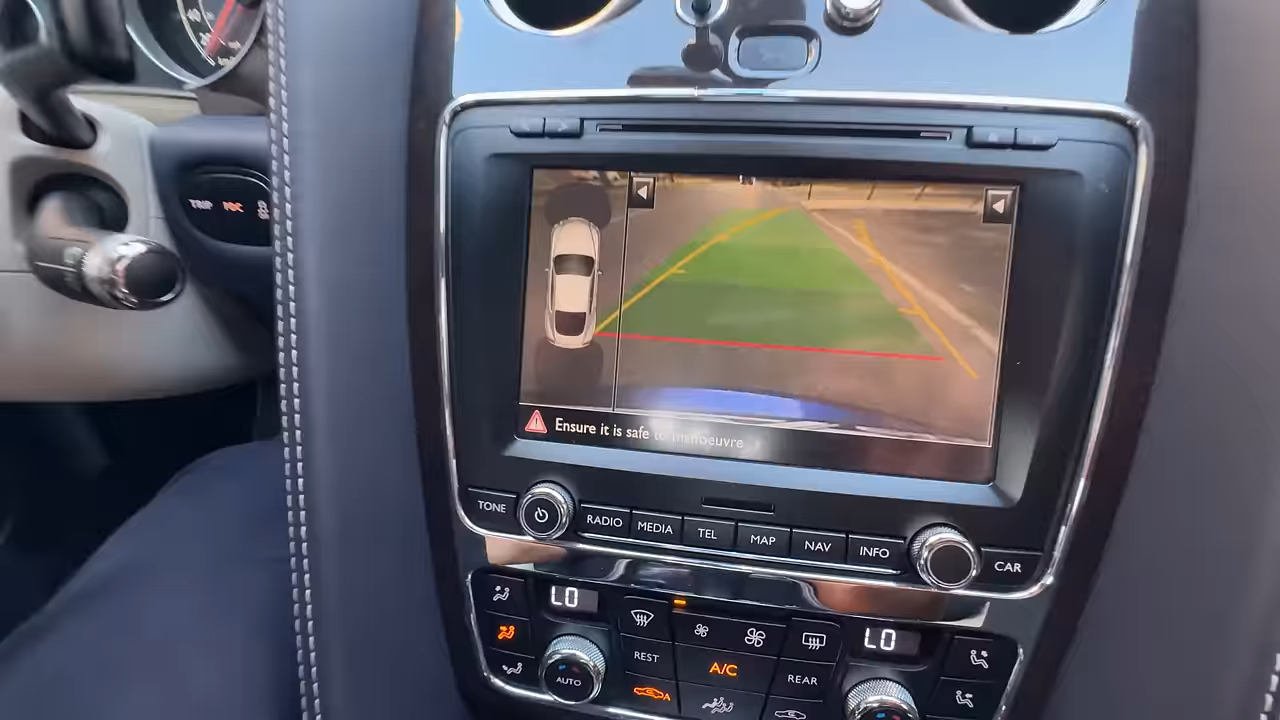 TRIP
Ensure it is safe to manoeuvre
TONE
RADIO
MEDIA
TEL
MAP
NAV
INFO
CAR
LO
LO
REST
A/C
REAR
AUTO
A